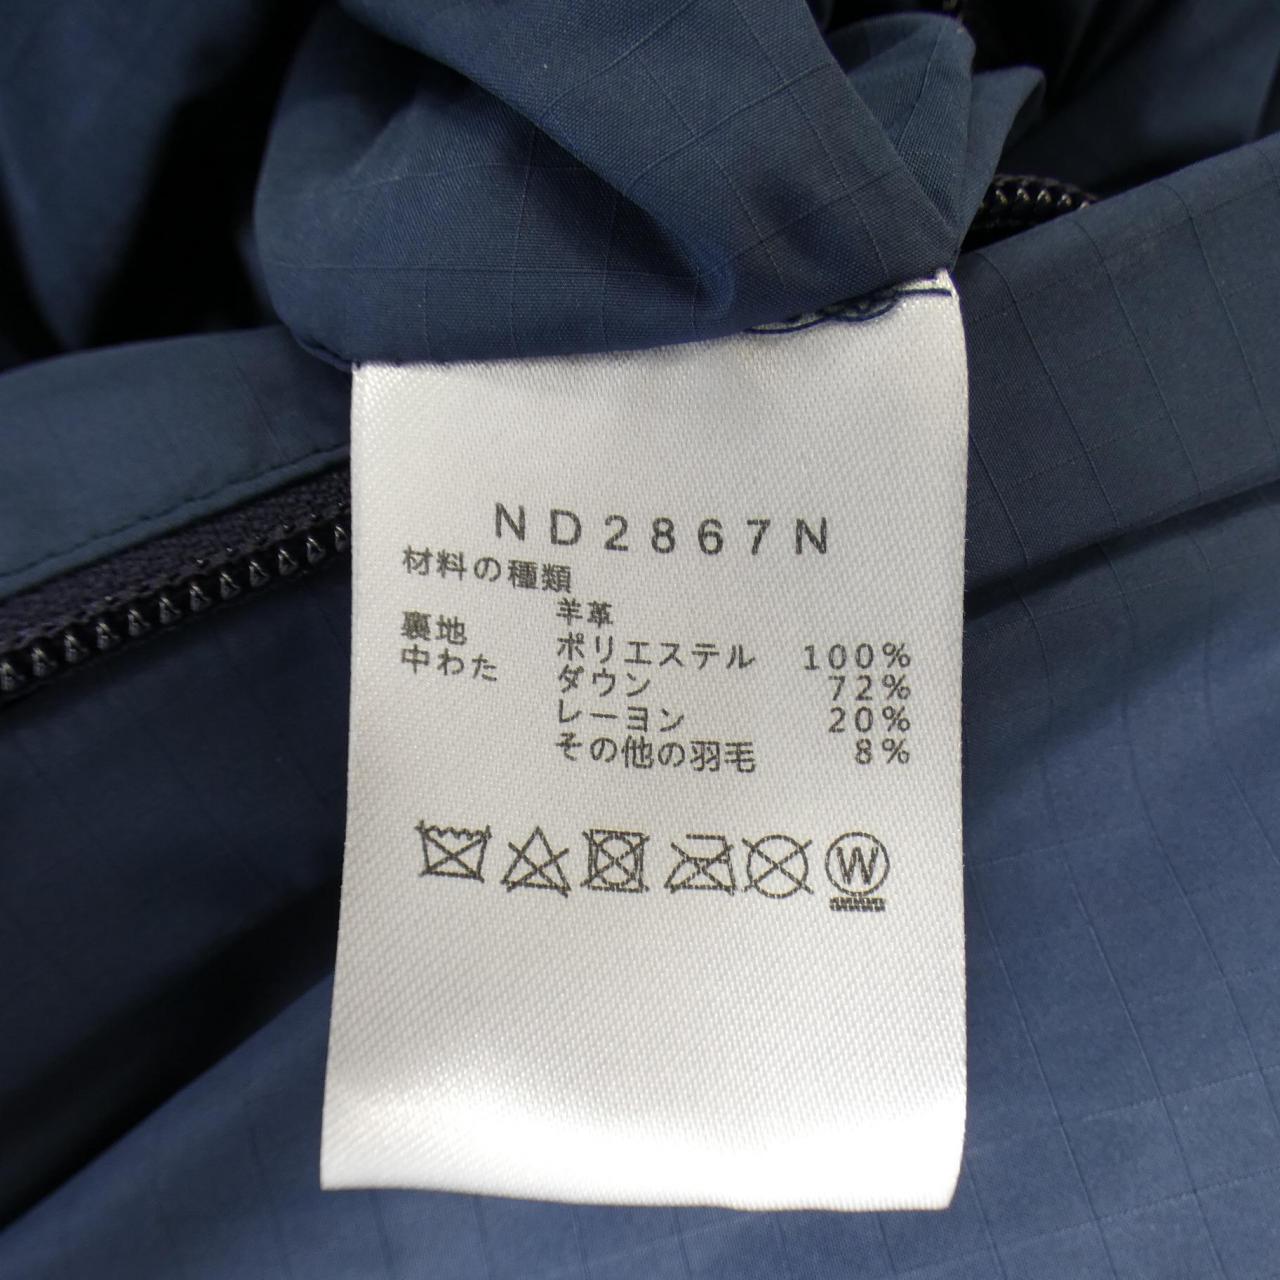 ND2867N
材料の種類
羊革
裏地 ポリエステル 100%
中わた ダウン 72%
レーヨン 20%
その他の羽毛 8%
W